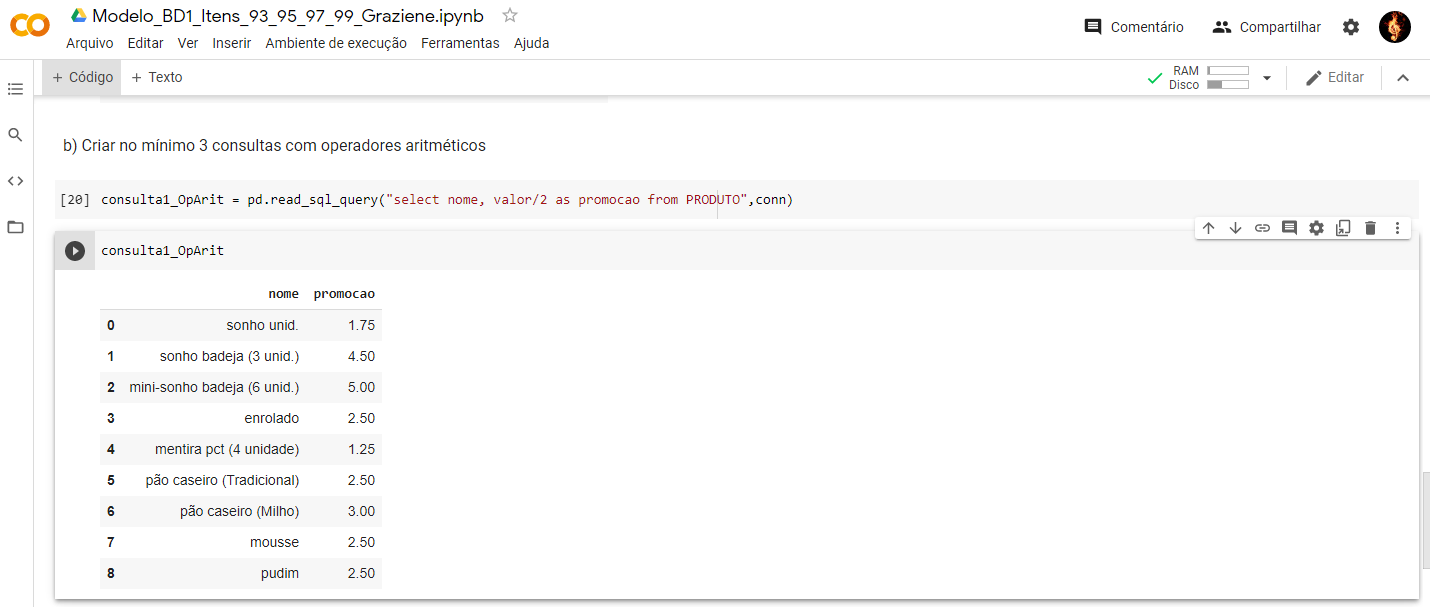 Modelo_BD1_Itens_93_95_97_99_Graziene.ipynb
Comentário
Compartilhar
Arquivo Editar Ver Inserir Ambiente de execução Ferramentas Ajuda
+ Código + Texto
RAM
Disco
Editar
b) Criar no mínimo 3 consultas com operadores aritméticos
[20] consulta1_OpArit = pd.read_sql_query("select nome, valor/2 as promocao from PRODUTO",conn)
consulta1_OpArit
nome promocao
0 sonho unid. 1.75
1 sonho badeja (3 unid.) 4.50
2 mini-sonho badeja (6 unid.) 5.00
3 enrolado 2.50
4 mentira pct (4 unidade) 1.25
5 pão caseiro (Tradicional) 2.50
6 pão caseiro (Milho) 3.00
7 mousse 2.50
8 pudim 2.50